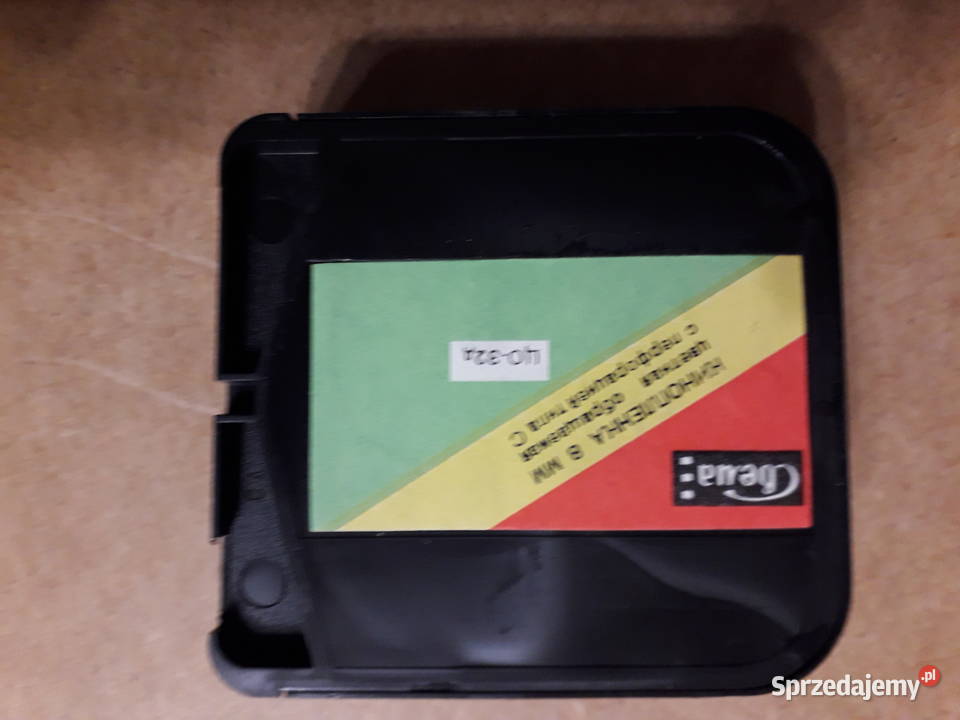 Свема
КИНОПЛЕНКА 8 ММ
цветная обращаемая
с перфорацией типа С
ЦО-32д
Sprzedajemy.pl